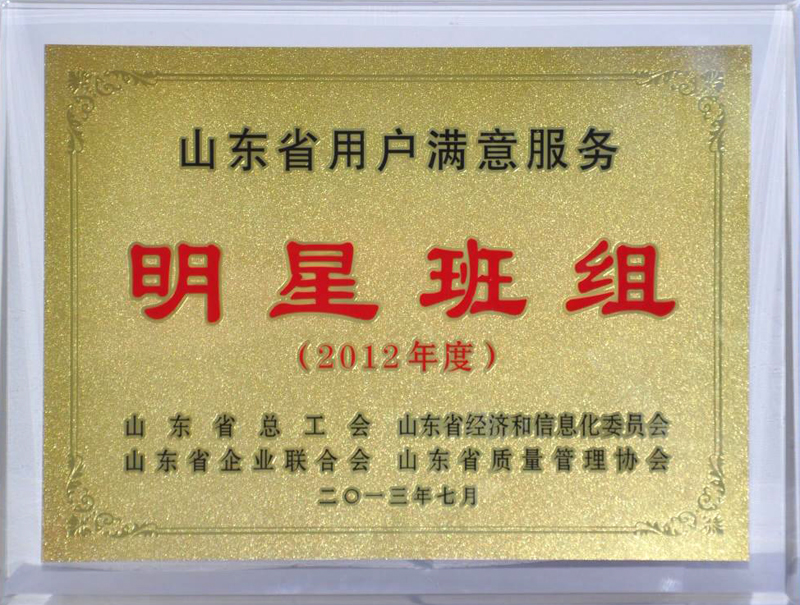 山东省用户满意服务
明星班组
（2012年度）
山东省总工会 山东省经济和信息化委员会
山东省企业联合会 山东省质量管理协会
二〇一三年七月